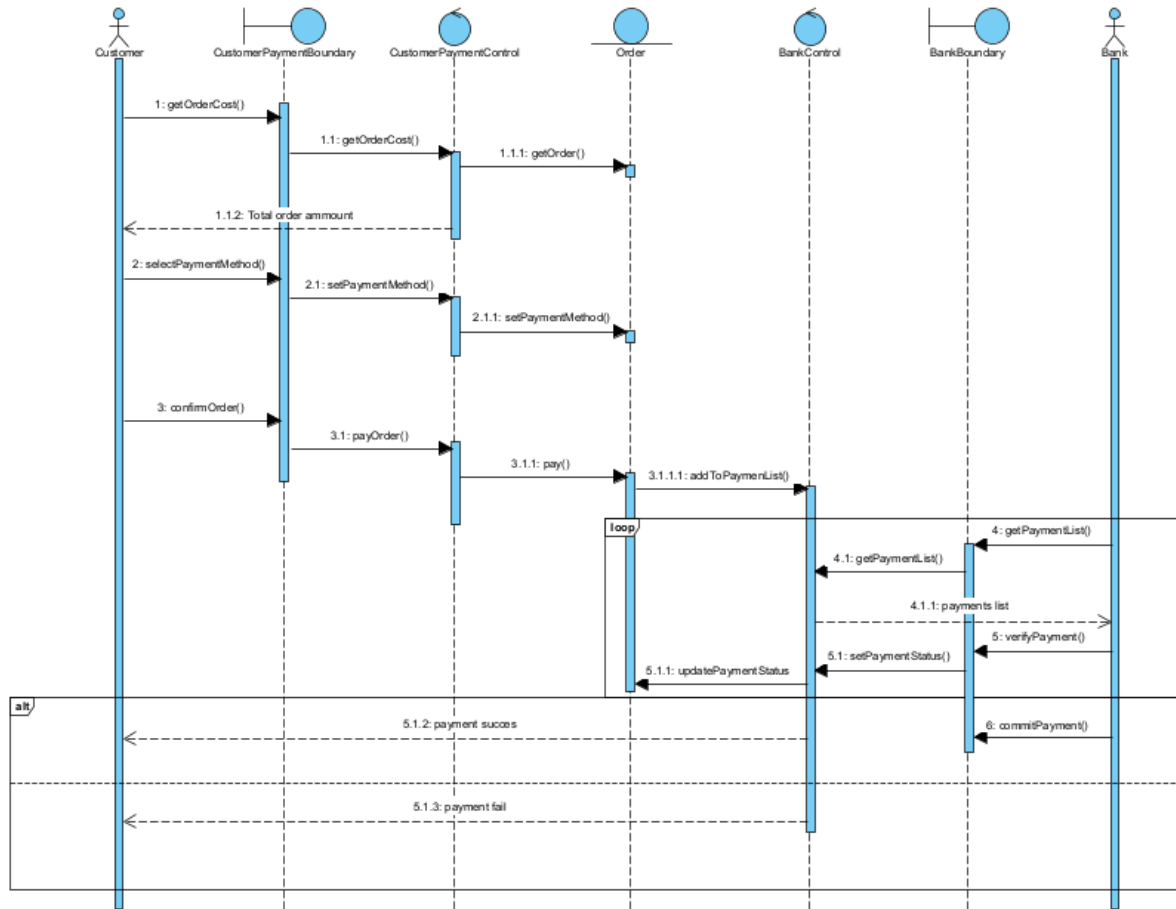 Customer
CustomerPaymentBoundary
CustomerPaymentControl
Order
BankControl
BankBoundary
Bank
1: getOrderCost()
1.1: getOrderCost()
1.1.1: getOrder()
1.1.2: Total order ammount
2: selectPaymentMethod()
2.1: setPaymentMethod()
2.1.1: setPaymentMethod()
3: confirmOrder()
3.1: payOrder()
3.1.1: pay()
3.1.1.1: addToPaymenList()
loop
4: getPaymentList()
4.1: getPaymentList()
4.1.1: payments list
5: verifyPayment()
5.1: setPaymentStatus()
5.1.1: updatePaymentStatus
alt
5.1.2: payment succes
6: commitPayment()
5.1.3: payment fail